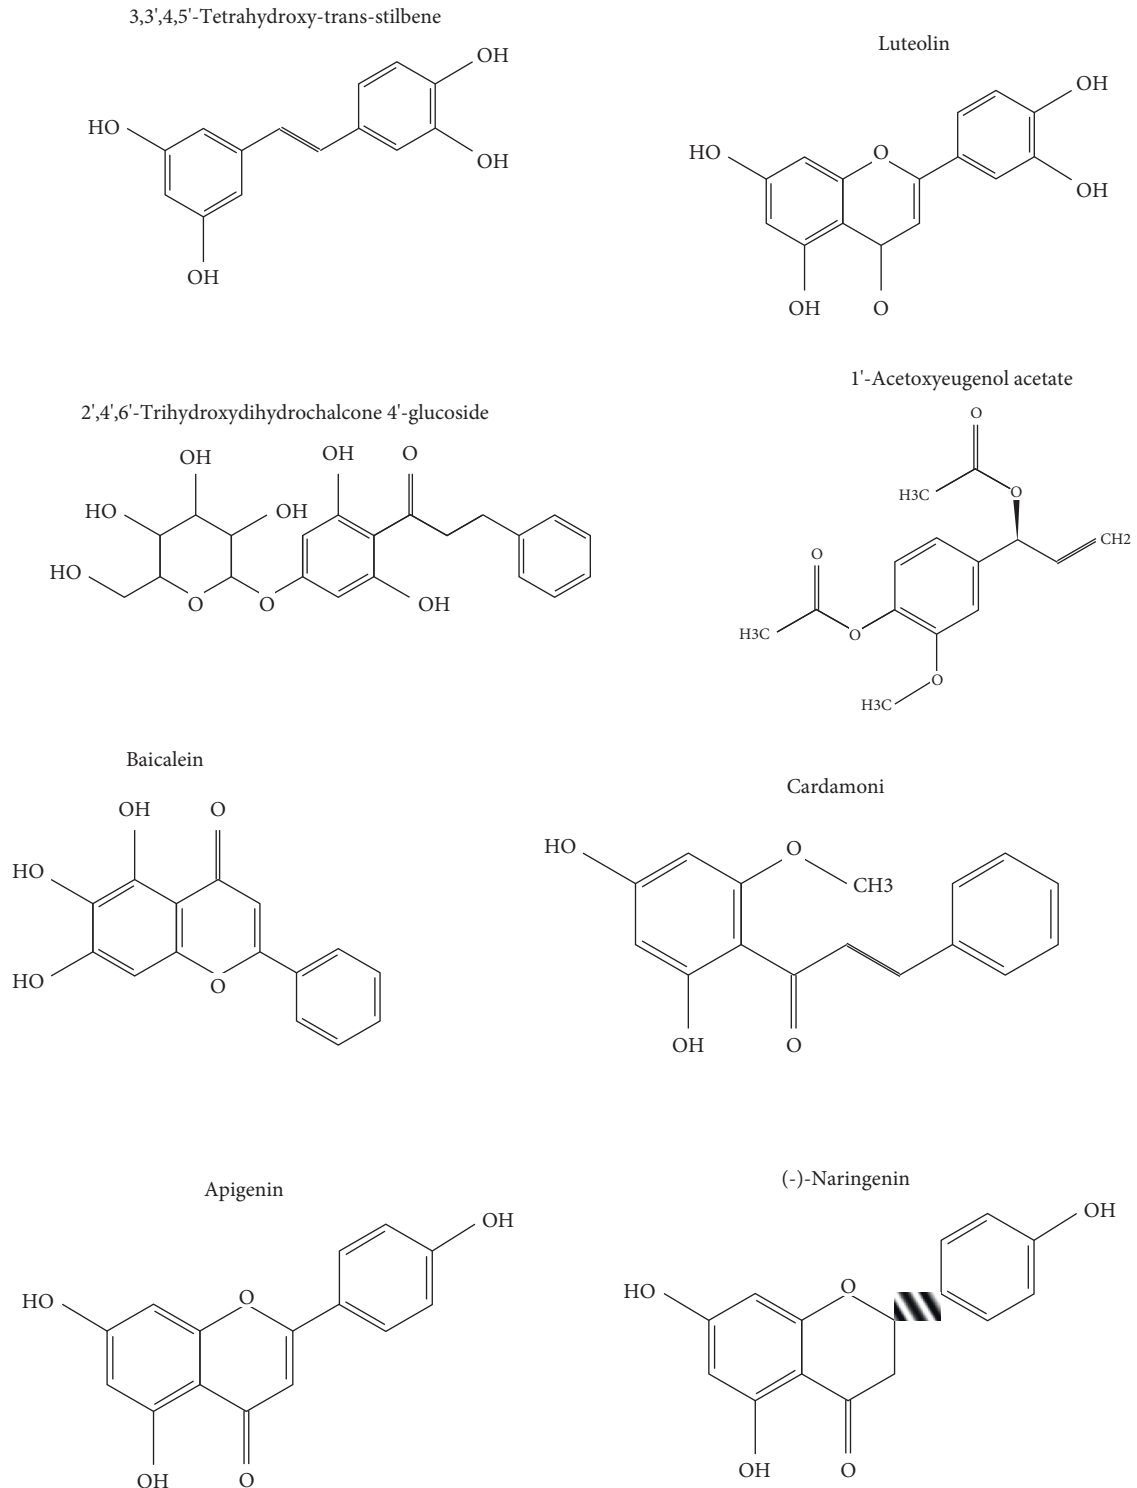 3,3',4,5'-Tetrahydroxy-trans-stilbene
OH
HO
OH
OH
Luteolin
OH
HO
O
OH
OH
O
2',4',6'-Trihydroxydihydrochalcone 4'-glucoside
OH
OH
O
HO
OH
HO
O
O
OH
1'-Acetoxyeugenol acetate
O
H3C
O
CH2
O
H3C
O
O
H3C
Baicalein
OH
O
HO
HO
O
Cardamoni
HO
O
CH3
OH
O
Apigenin
OH
HO
O
OH
O
(-)-Naringenin
OH
HO
O
OH
O